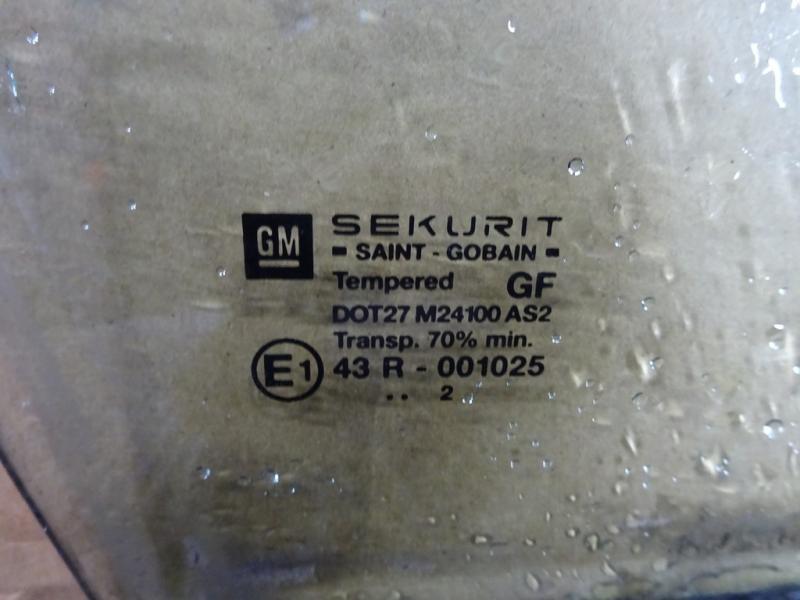 GM
SEKURIT
- SAINT - GOBAIN -
Tempered GF
DOT27 M24100 AS2
Transp. 70% min.
E1 43 R - 001025
.. 2